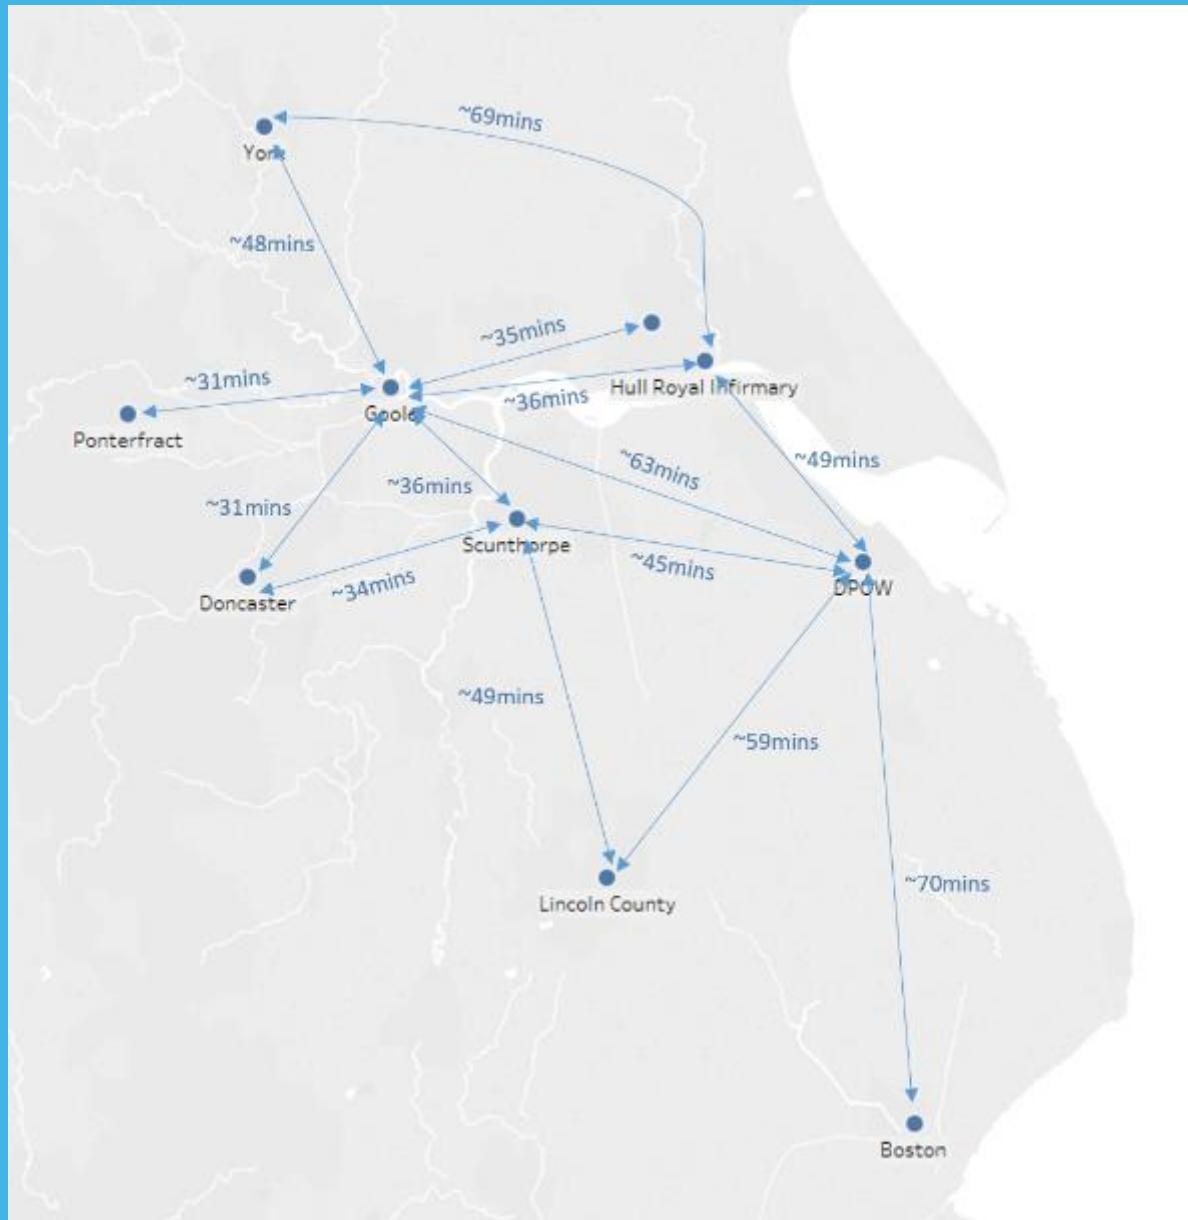 ~69mins
York
~48mins
~35mins
~31mins
Hull Royal Infirmary
~36mins
Goole
Ponterfract
~63mins
~49mins
~36mins
~31mins
Scunthorpe
~45mins
~34mins
DPOW
Doncaster
~49mins
~59mins
~70mins
Lincoln County
Boston